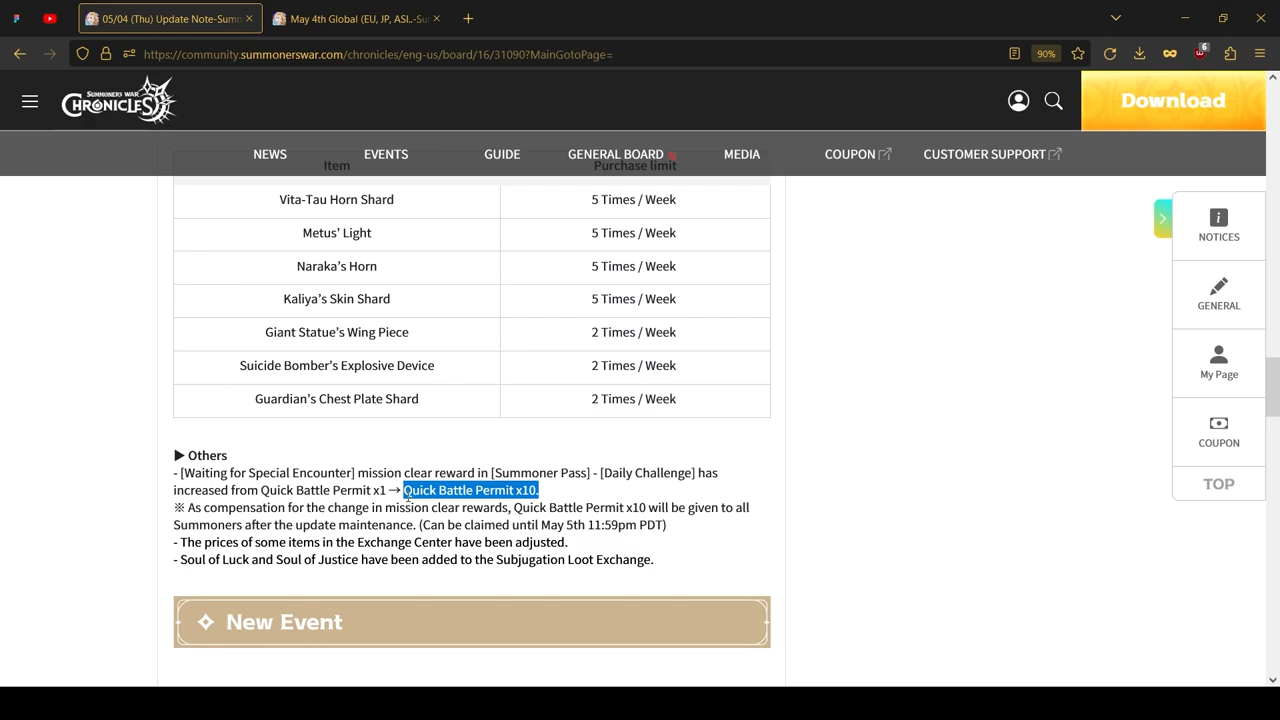 05/04 (Thu) Update Note-Summ
May 4th Global (EU, JP, ASI..-Su
https://community.summonerswar.com/chronicles/eng-us/board/16/31090?MainGotoPage=
90%
6
SUMMONERS WAR
CHRONICLES
Download
NEWS
EVENTS
GUIDE
GENERAL BOARD
MEDIA
COUPON
CUSTOMER SUPPORT
Item
Purchase limit
Vita-Tau Horn Shard
5 Times / Week
Metus’ Light
5 Times / Week
Naraka’s Horn
5 Times / Week
Kaliya’s Skin Shard
5 Times / Week
Giant Statue’s Wing Piece
2 Times / Week
Suicide Bomber’s Explosive Device
2 Times / Week
Guardian’s Chest Plate Shard
2 Times / Week
▶ Others
- [Waiting for Special Encounter] mission clear reward in [Summoner Pass] - [Daily Challenge] has
increased from Quick Battle Permit x1 → Quick Battle Permit x10.
※ As compensation for the change in mission clear rewards, Quick Battle Permit x10 will be given to all
Summoners after the update maintenance. (Can be claimed until May 5th 11:59pm PDT)
- The prices of some items in the Exchange Center have been adjusted.
- Soul of Luck and Soul of Justice have been added to the Subjugation Loot Exchange.
New Event
NOTICES
GENERAL
My Page
COUPON
TOP